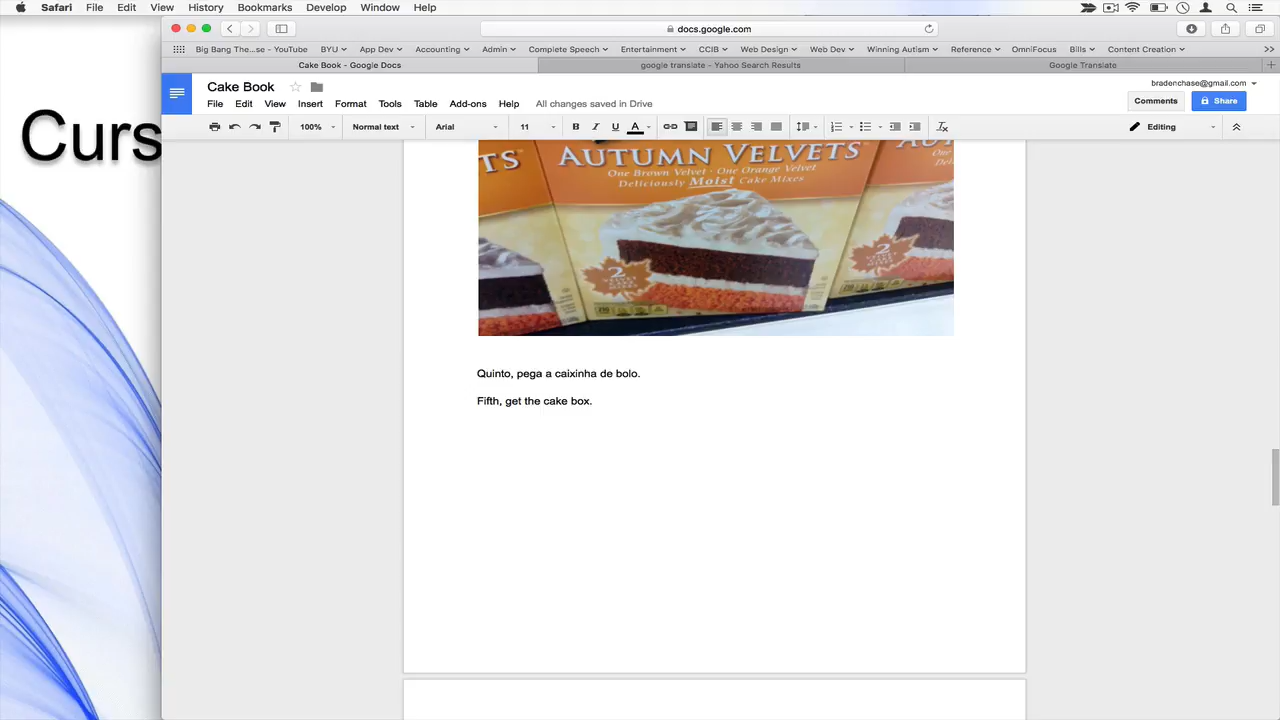 Safari File Edit View History Bookmarks Develop Window Help
docs.google.com
Big Bang The...se - YouTube BYU App Dev Accounting Admin Complete Speech Entertainment CCIB Web Design Web Dev Winning Autism Reference OmniFocus Bills Content Creation >>
Cake Book - Google Docs google translate - Yahoo Search Results Google Translate +
Cake Book
bradenchase@gmail.com
File Edit View Insert Format Tools Table Add-ons Help All changes saved in Drive
Comments Share
100% Normal text Arial 11 B I U A Editing
Curs
VETS™ AUTUMN VELVETS™
One Brown Velvet · One Orange Velvet
Deliciously Moist Cake Mixes
2
2
Quinto, pega a caixinha de bolo.
Fifth, get the cake box.